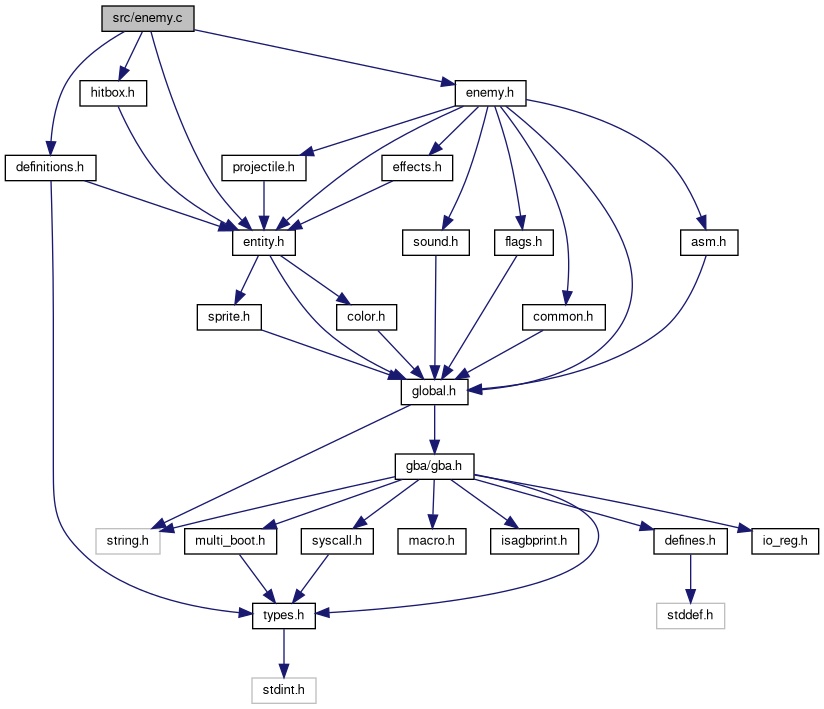 src/enemy.c
hitbox.h
enemy.h
definitions.h
projectile.h
effects.h
entity.h
sound.h
flags.h
asm.h
sprite.h
color.h
common.h
global.h
gba/gba.h
string.h
multi_boot.h
syscall.h
macro.h
isagbprint.h
defines.h
io_reg.h
types.h
stddef.h
stdint.h